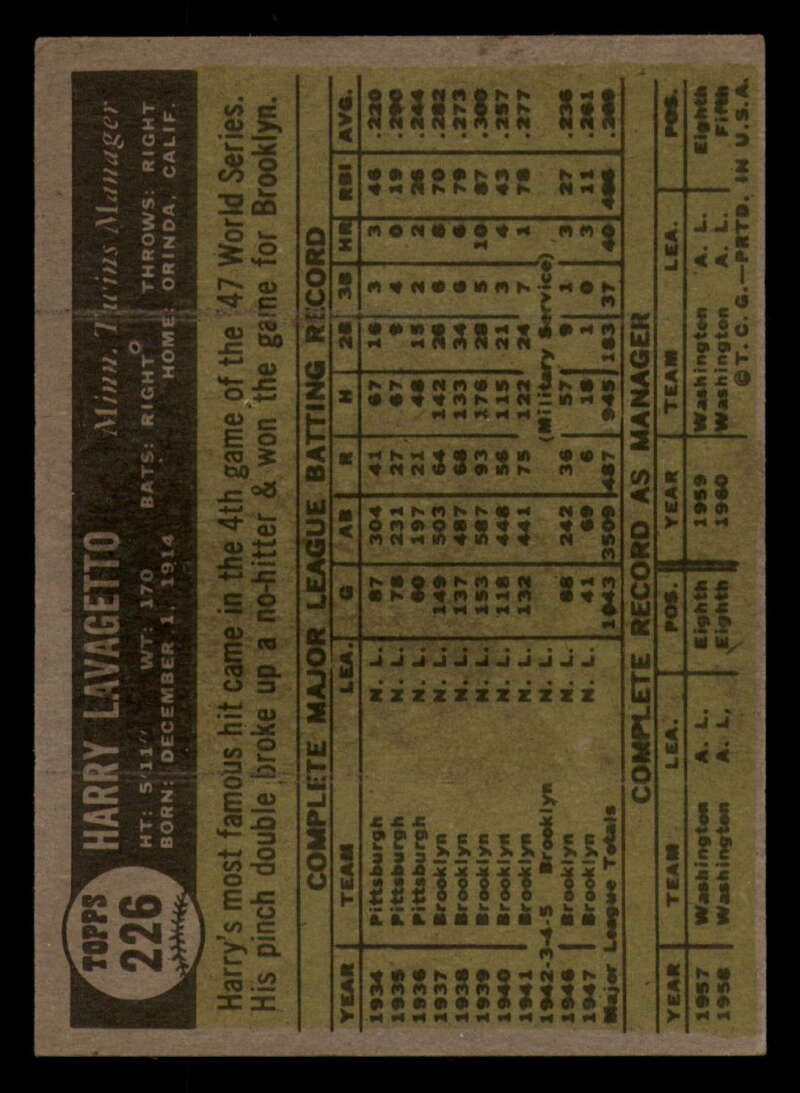 TOPPS
226
HARRY LAVAGETTO Minn. Twins Manager
HT: 5'11" WT: 170 BATS: RIGHT THROWS: RIGHT
BORN: DECEMBER 1, 1914 HOME: ORINDA, CALIF.
Harry's most famous hit came in the 4th game of the '47 World Series.
His pinch double broke up a no-hitter & won the game for Brooklyn.
COMPLETE MAJOR LEAGUE BATTING RECORD
YEAR TEAM LEA. G AB R H 2B 3B HR RBI AVG.
1934 Pittsburgh N. L. 87 304 41 67 16 3 3 46 .220
1935 Pittsburgh N. L. 78 231 27 67 9 4 0 19 .290
1936 Pittsburgh N. L. 60 197 21 48 15 2 2 26 .244
1937 Brooklyn N. L. 149 503 64 142 26 6 8 70 .282
1938 Brooklyn N. L. 137 487 68 133 34 6 6 79 .273
1939 Brooklyn N. L. 153 587 93 176 28 5 10 87 .300
1940 Brooklyn N. L. 118 448 56 115 21 3 4 43 .257
1941 Brooklyn N. L. 132 441 75 122 24 7 1 78 .277
1942-3-4-5 Brooklyn N. L. (Military Service)
1946 Brooklyn N. L. 88 242 36 57 9 1 3 27 .236
1947 Brooklyn N. L. 41 69 6 18 1 0 3 11 .261
Major League Totals 1043 3509 487 945 183 37 40 486 .269
COMPLETE RECORD AS MANAGER
YEAR TEAM LEA. POS. YEAR TEAM LEA. POS.
1957 Washington A. L. Eighth 1959 Washington A. L. Eighth
1958 Washington A. L. Eighth 1960 Washington A. L. Fifth
©T. C. G.—PRTD. IN U.S.A.